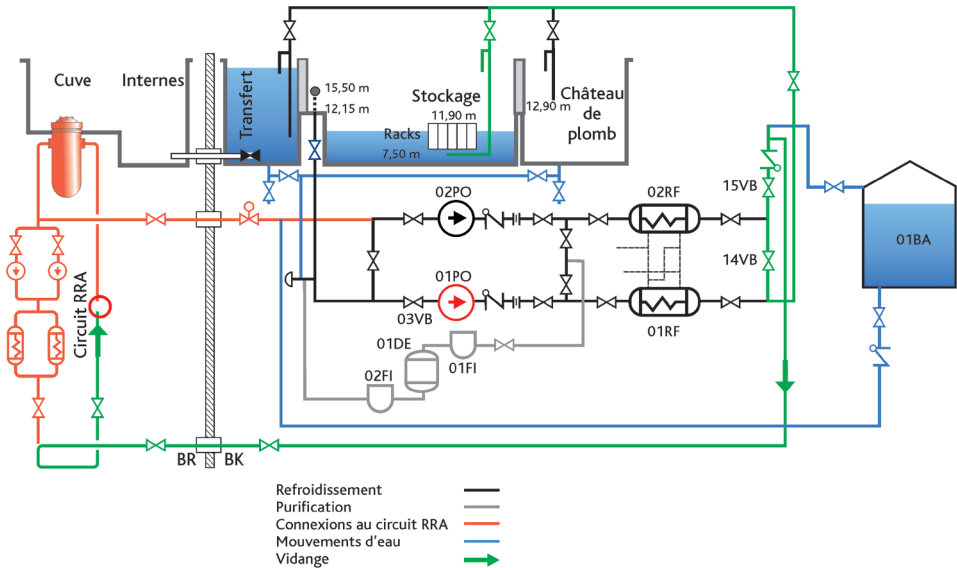 Cuve
Internes
Transfert
15,50 m
12,15 m
Stockage
11,90 m
Racks
7,50 m
12,90 m
Château
de
plomb
02PO
02RF
15VB
01BA
14VB
01PO
03VB
01RF
Circuit RRA
01DE
01FI
02FI
BR
BK
Refroidissement
Purification
Connexions au circuit RRA
Mouvements d'eau
Vidange